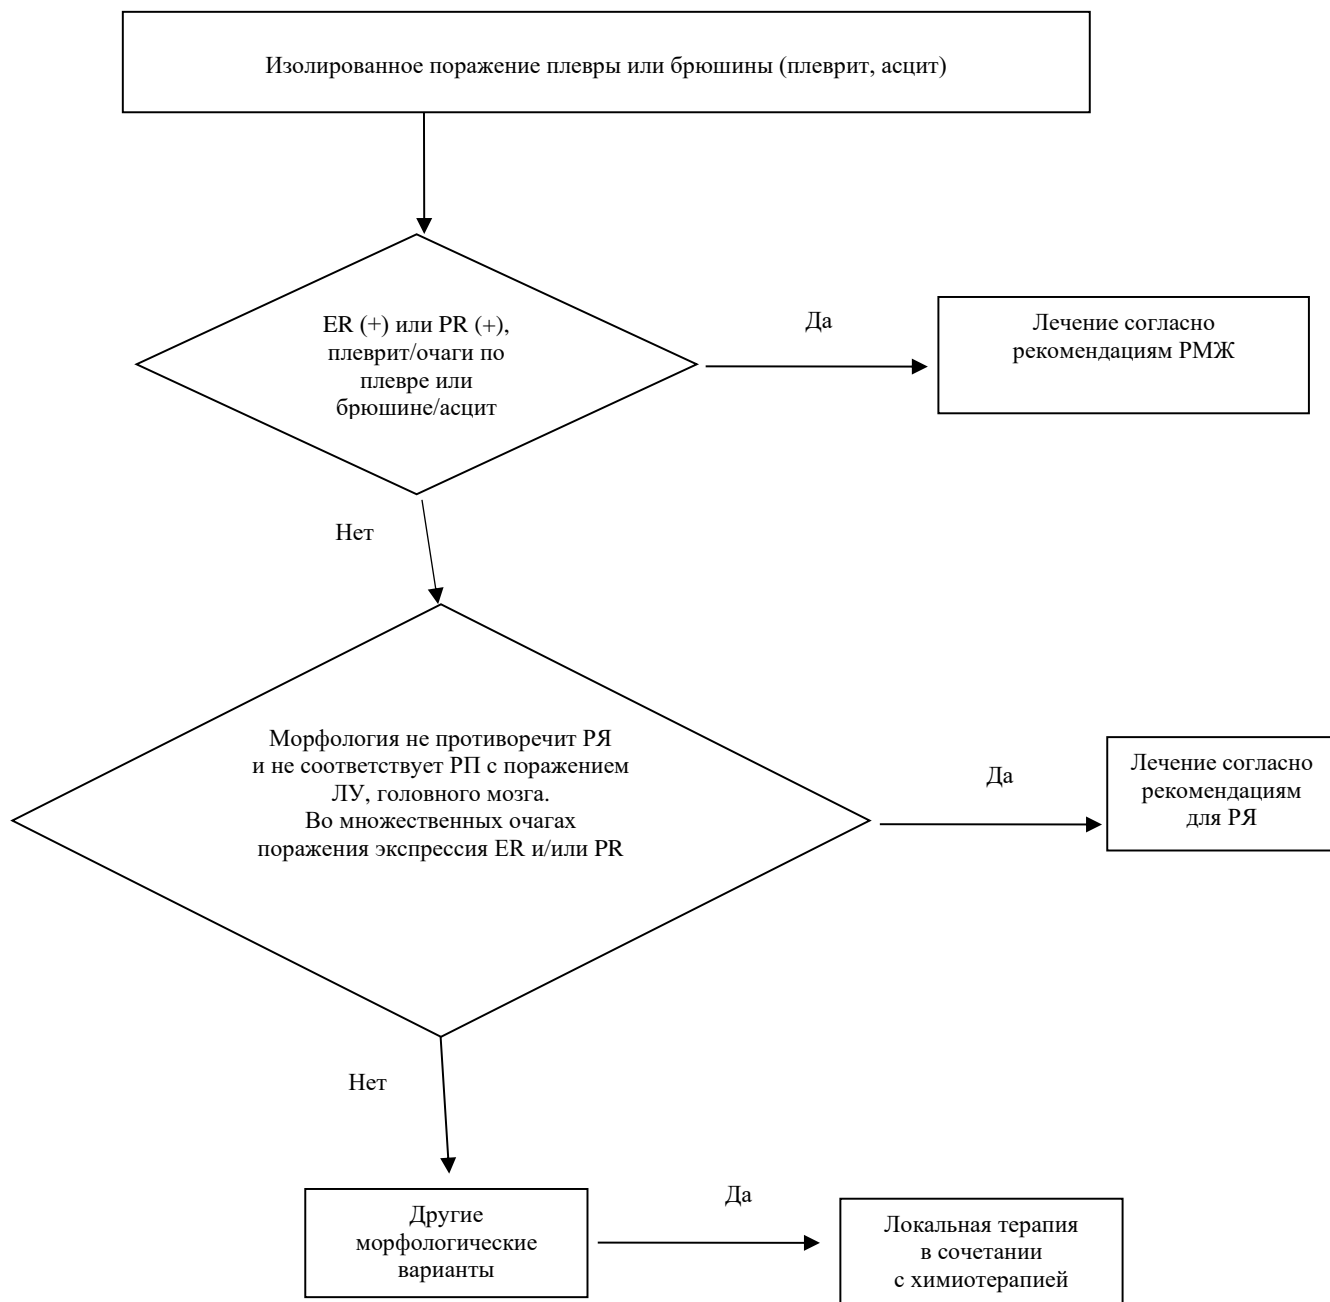 Изолированное поражение плевры или брюшины (плеврит, асцит)
ER (+) или PR (+),
плеврит/очаги по
плевре или
брюшине/асцит
Да
Лечение согласно
рекомендациям РМЖ
Нет
Морфология не противоречит РЯ
и не соответствует РП с поражением
ЛУ, головного мозга.
Во множественных очагах
поражения экспрессия ER и/или PR
Да
Лечение согласно
рекомендациям
для РЯ
Нет
Другие
морфологические
варианты
Да
Локальная терапия
в сочетании
с химиотерапией